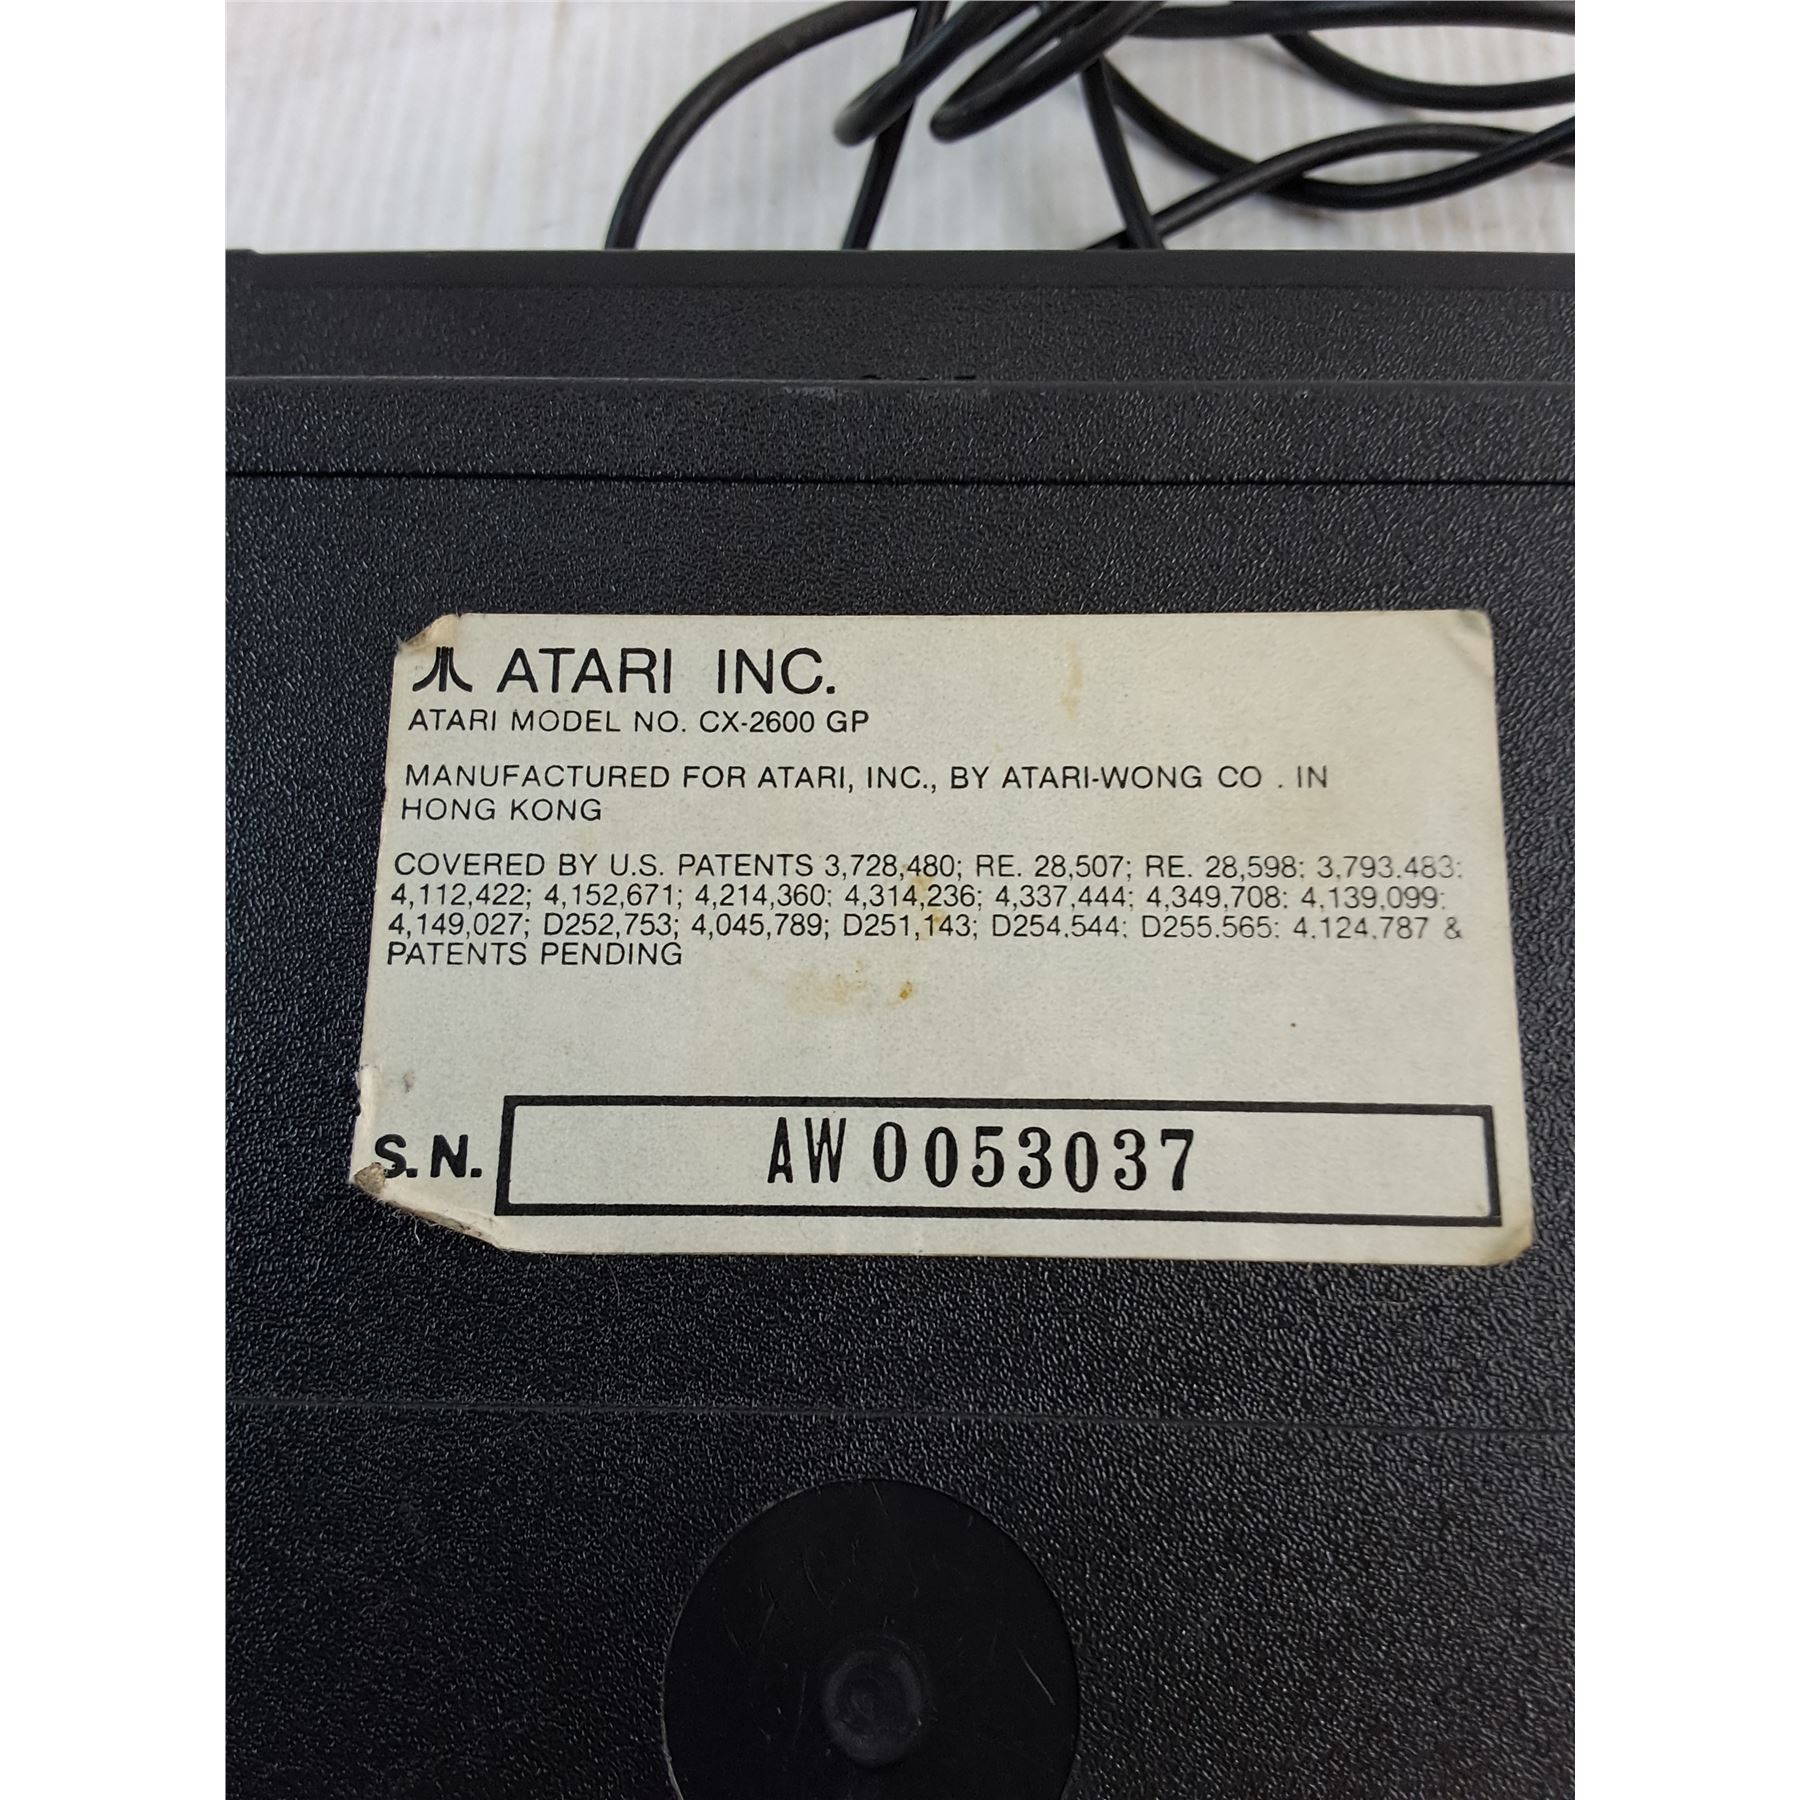 ATARI INC.
ATARI MODEL NO. CX-2600 GP
MANUFACTURED FOR ATARI, INC., BY ATARI-WONG CO . IN
HONG KONG
COVERED BY U.S. PATENTS 3,728,480; RE. 28,507; RE. 28,598; 3,793,483;
4,112,422; 4,152,671; 4,214,360; 4,314,236; 4,337,444; 4,349,708; 4,139,099;
4,149,027; D252,753; 4,045,789; D251,143; D254,544; D255,565; 4,124,787 &
PATENTS PENDING
S.N. AW 0053037